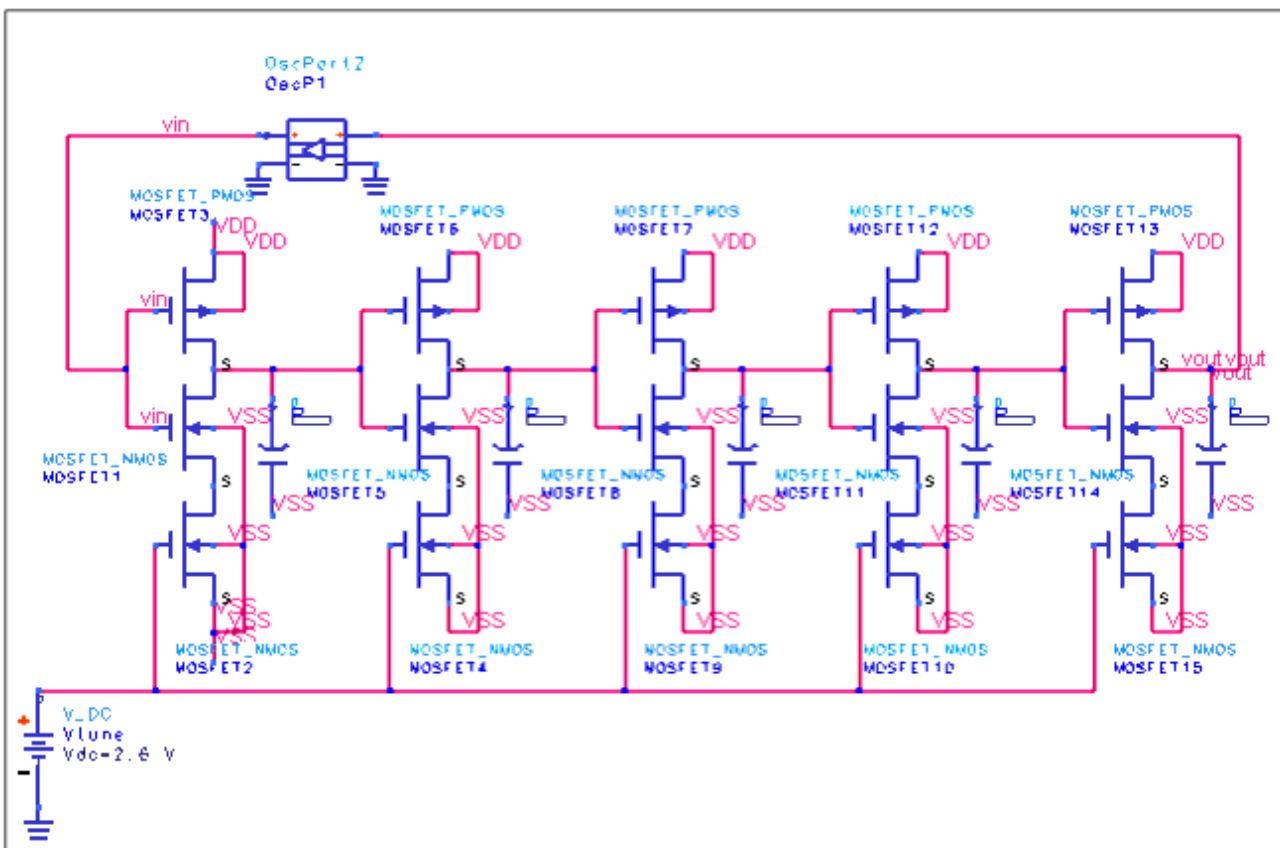 OscPort2
OscP1
vin
MOSFET_PMOS
MOSFET3
VDD
VDD
MOSFET_PMOS
MOSFET6
VDD
MOSFET_PMOS
MOSFET7
VDD
MOSFET_PMOS
MOSFET12
VDD
MOSFET_PMOS
MOSFET13
VDD
vin
vin
S
S
S
S
S
vout vout
vout
VSS
VSS
VSS
VSS
VSS
MOSFET_NMOS
MOSFET1
MOSFET_NMOS
MOSFET5
MOSFET_NMOS
MOSFET8
MOSFET_NMOS
MOSFET11
MOSFET_NMOS
MOSFET14
S
S
S
S
S
VSS
VSS
VSS
VSS
VSS
VSS
VSS
VSS
VSS
VSS
S
S
S
S
S
VSS
VSS
VSS
VSS
VSS
VSS
VSS
MOSFET_NMOS
MOSFET2
MOSFET_NMOS
MOSFET4
MOSFET_NMOS
MOSFET9
MOSFET_NMOS
MOSFET10
MOSFET_NMOS
MOSFET15
+
V_DC
Vtune
Vdc=2.6 V
-